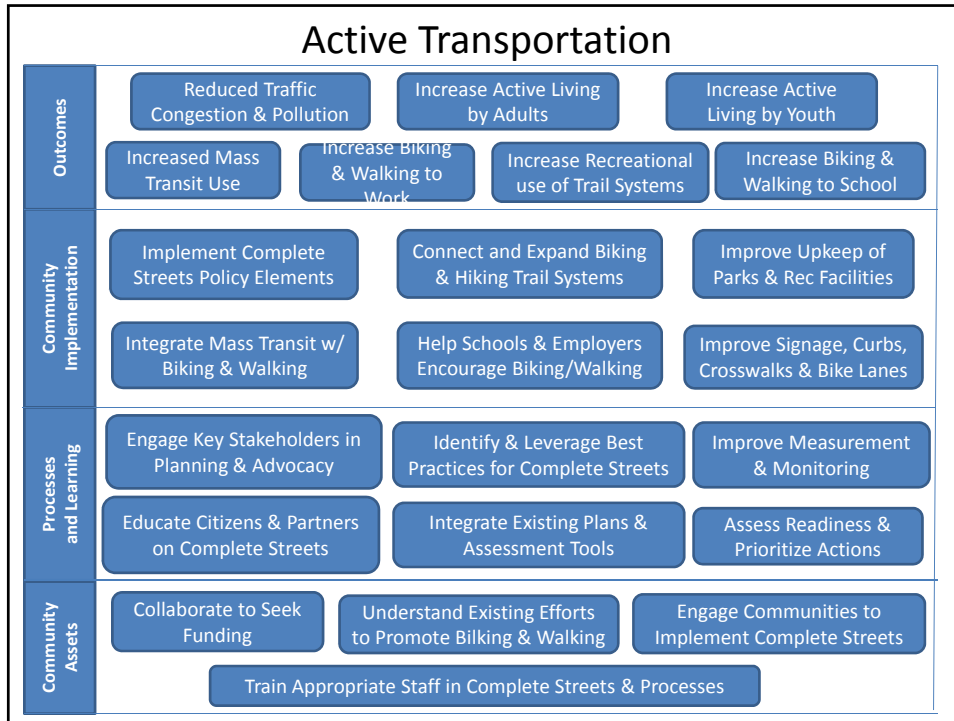 Active Transportation
Outcomes
Reduced Traffic
Congestion & Pollution
Increase Active Living
by Adults
Increase Active
Living by Youth
Increased Mass
Transit Use
Increase Biking
& Walking to
Work
Increase Recreational
use of Trail Systems
Increase Biking &
Walking to School
Community
Implementation
Implement Complete
Streets Policy Elements
Connect and Expand Biking
& Hiking Trail Systems
Improve Upkeep of
Parks & Rec Facilities
Integrate Mass Transit w/
Biking & Walking
Help Schools & Employers
Encourage Biking/Walking
Improve Signage, Curbs,
Crosswalks & Bike Lanes
Processes
and Learning
Engage Key Stakeholders in
Planning & Advocacy
Identify & Leverage Best
Practices for Complete Streets
Improve Measurement
& Monitoring
Educate Citizens & Partners
on Complete Streets
Integrate Existing Plans &
Assessment Tools
Assess Readiness &
Prioritize Actions
Community
Assets
Collaborate to Seek
Funding
Understand Existing Efforts
to Promote Bilking & Walking
Engage Communities to
Implement Complete Streets
Train Appropriate Staff in Complete Streets & Processes